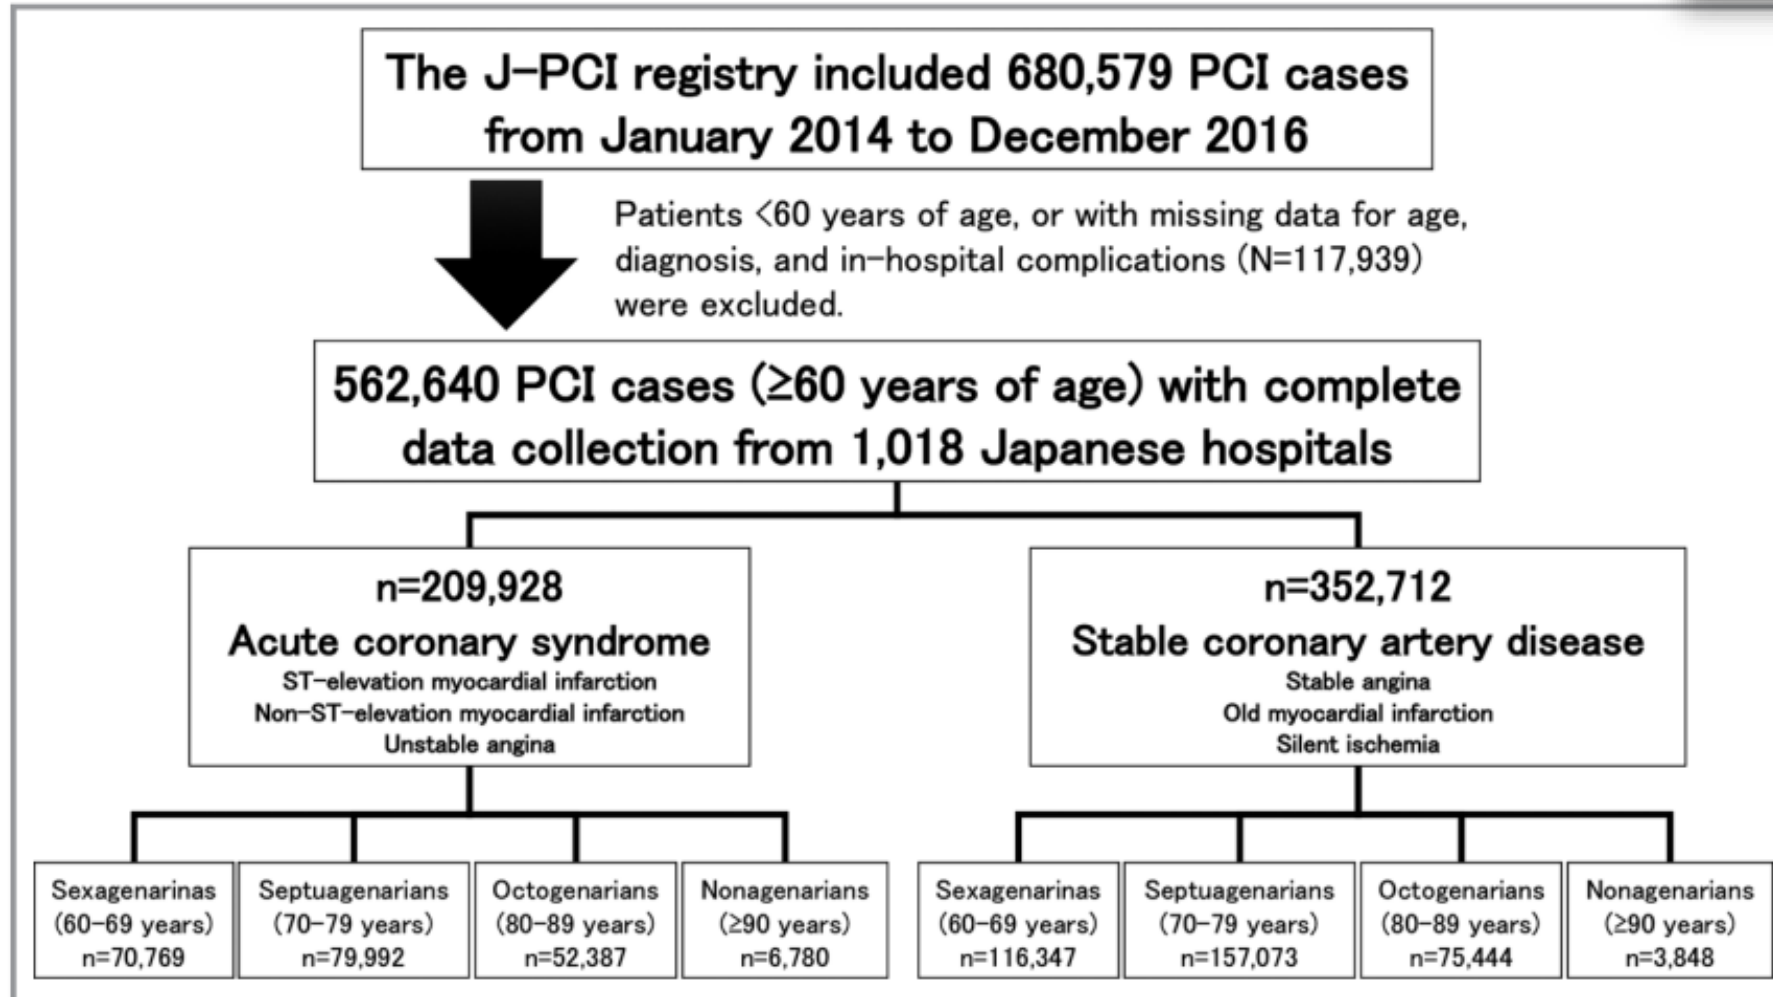 The J-PCI registry included 680,579 PCI cases
from January 2014 to December 2016
Patients <60 years of age, or with missing data for age,
diagnosis, and in-hospital complications (N=117,939)
were excluded.
562,640 PCI cases (≥60 years of age) with complete
data collection from 1,018 Japanese hospitals
n=209,928
Acute coronary syndrome
ST-elevation myocardial infarction
Non-ST-elevation myocardial infarction
Unstable angina
n=352,712
Stable coronary artery disease
Stable angina
Old myocardial infarction
Silent ischemia
Sexagenarinas
(60-69 years)
n=70,769
Septuagenarians
(70-79 years)
n=79,992
Octogenarians
(80-89 years)
n=52,387
Nonagenarians
(≥90 years)
n=6,780
Sexagenarinas
(60-69 years)
n=116,347
Septuagenarians
(70-79 years)
n=157,073
Octogenarians
(80-89 years)
n=75,444
Nonagenarians
(≥90 years)
n=3,848